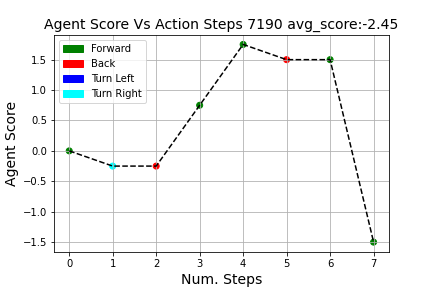 Agent Score Vs Action Steps 7190 avg_score:-2.45
Forward
Back
Turn Left
Turn Right
Agent Score
1.5
1.0
0.5
0.0
−0.5
−1.0
−1.5
0 1 2 3 4 5 6 7
Num. Steps